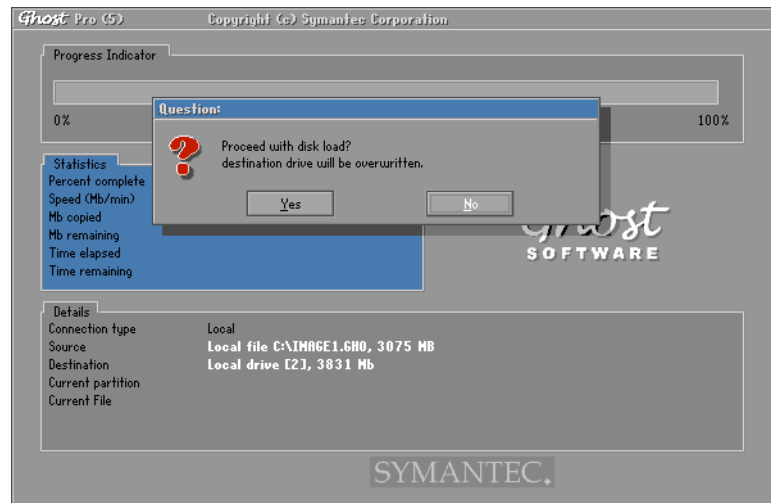 Ghost Pro (5) Copyright (c) Symantec Corporation
Progress Indicator
0% 100%
Question:
Proceed with disk load?
destination drive will be overwritten.
Yes No
Statistics
Percent complete
Speed (Mb/min)
Mb copied
Mb remaining
Time elapsed
Time remaining
Ghost
SOFTWARE
Details
Connection type Local
Source Local file C:\IMAGE1.GHO, 3075 MB
Destination Local drive [2], 3831 Mb
Current partition
Current File
SYMANTEC.